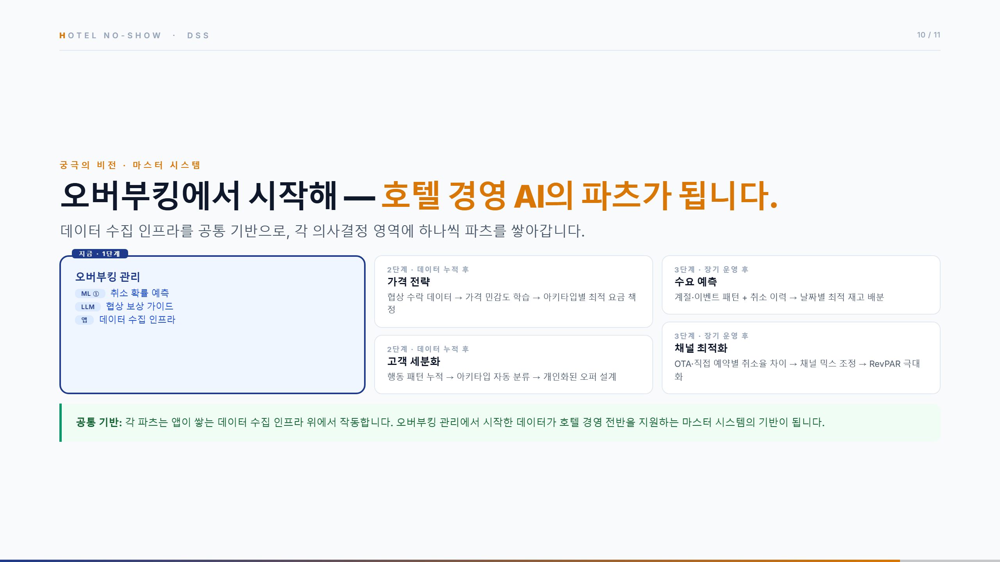 HOTEL NO-SHOW · DSS
10 / 11
궁극의 비전 · 마스터 시스템
오버부킹에서 시작해 — 호텔 경영 AI의 파츠가 됩니다.
데이터 수집 인프라를 공통 기반으로, 각 의사결정 영역에 하나씩 파츠를 쌓아갑니다.
지금 · 1단계
오버부킹 관리
ML ① 취소 확률 예측
LLM 협상 보상 가이드
앱 데이터 수집 인프라
2단계 · 데이터 누적 후
가격 전략
협상 수락 데이터 → 가격 민감도 학습 → 아키타입별 최적 요금 책
정
2단계 · 데이터 누적 후
고객 세분화
행동 패턴 누적 → 아키타입 자동 분류 → 개인화된 오퍼 설계
3단계 · 장기 운영 후
수요 예측
계절·이벤트 패턴 + 취소 이력 → 날짜별 최적 재고 배분
3단계 · 장기 운영 후
채널 최적화
OTA·직접 예약별 취소율 차이 → 채널 믹스 조정 → RevPAR 극대
화
공통 기반: 각 파츠는 앱이 쌓는 데이터 수집 인프라 위에서 작동합니다. 오버부킹 관리에서 시작한 데이터가 호텔 경영 전반을 지원하는 마스터 시스템의 기반이 됩니다.